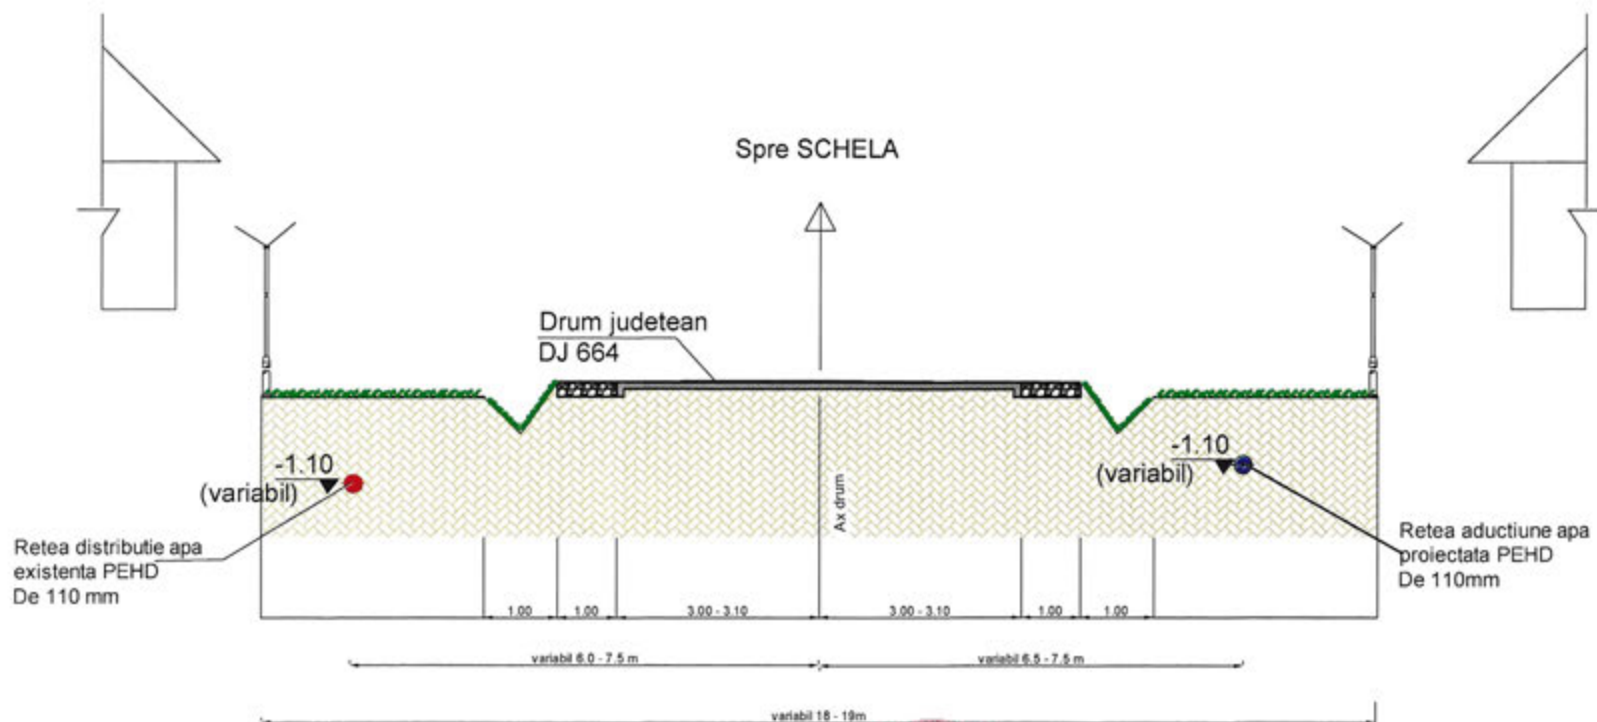 Spre SCHELA
Drum judetean
DJ 664
-1.10
(variabil)
-1.10
(variabil)
Ax drum
Retea distributie apa
existenta PEHD
De 110 mm
Retea aductiune apa
proiectata PEHD
De 110mm
1.00
1.00
3.00 - 3.10
3.00 - 3.10
1.00
1.00
variabil 6.0 - 7.5 m
variabil 6.5 - 7.5 m
variabil 18 - 19m